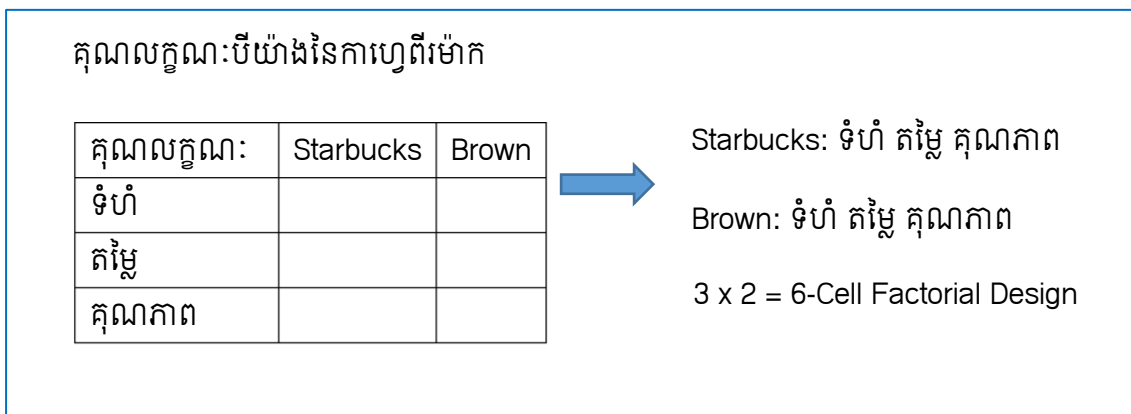 គុណលក្ខណៈបីយ៉ាងនៃកាហ្វេពីរម៉ាក
គុណលក្ខណៈ Starbucks Brown
ទំហំ
តម្លៃ
គុណភាព
Starbucks: ទំហំ តម្លៃ គុណភាព
Brown: ទំហំ តម្លៃ គុណភាព
3 x 2 = 6-Cell Factorial Design